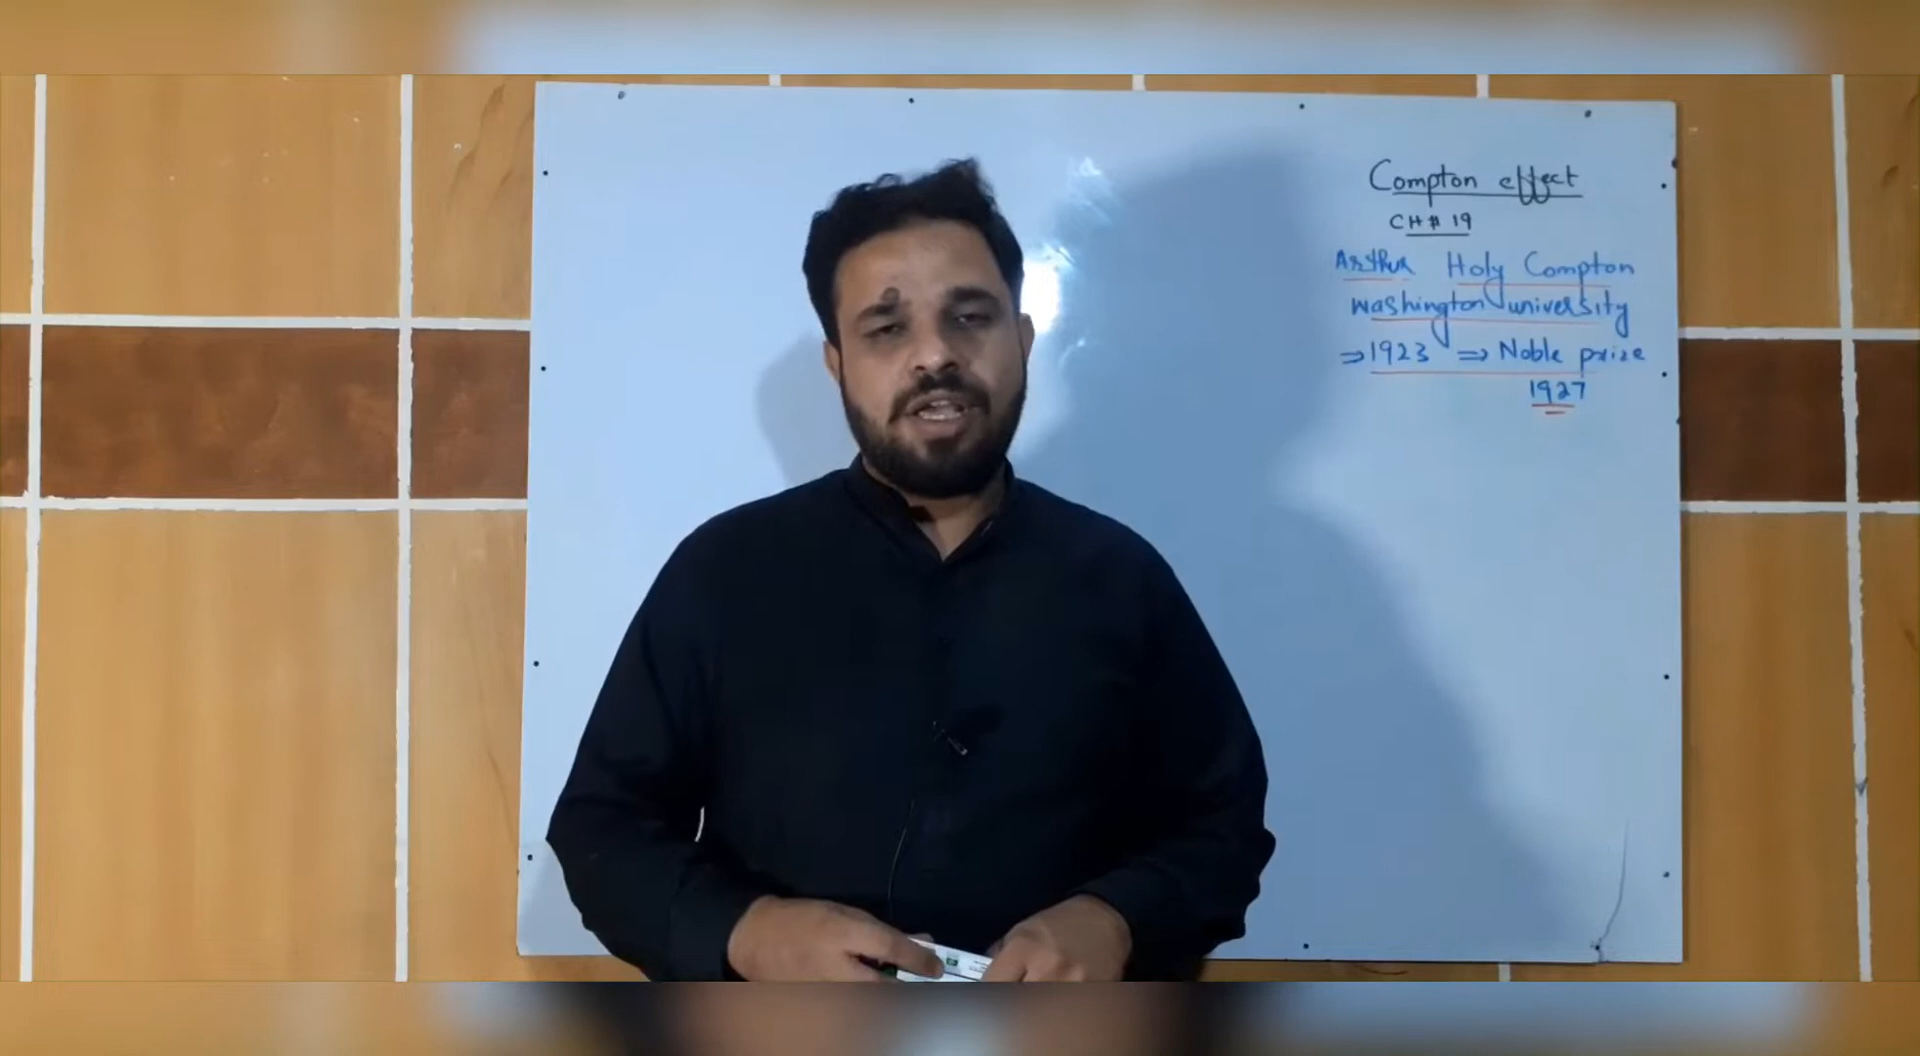 Compton effect
CH # 19
Arthur Holy Compton
Washington university
⇒ 1923 ⇒ Noble prize
1927